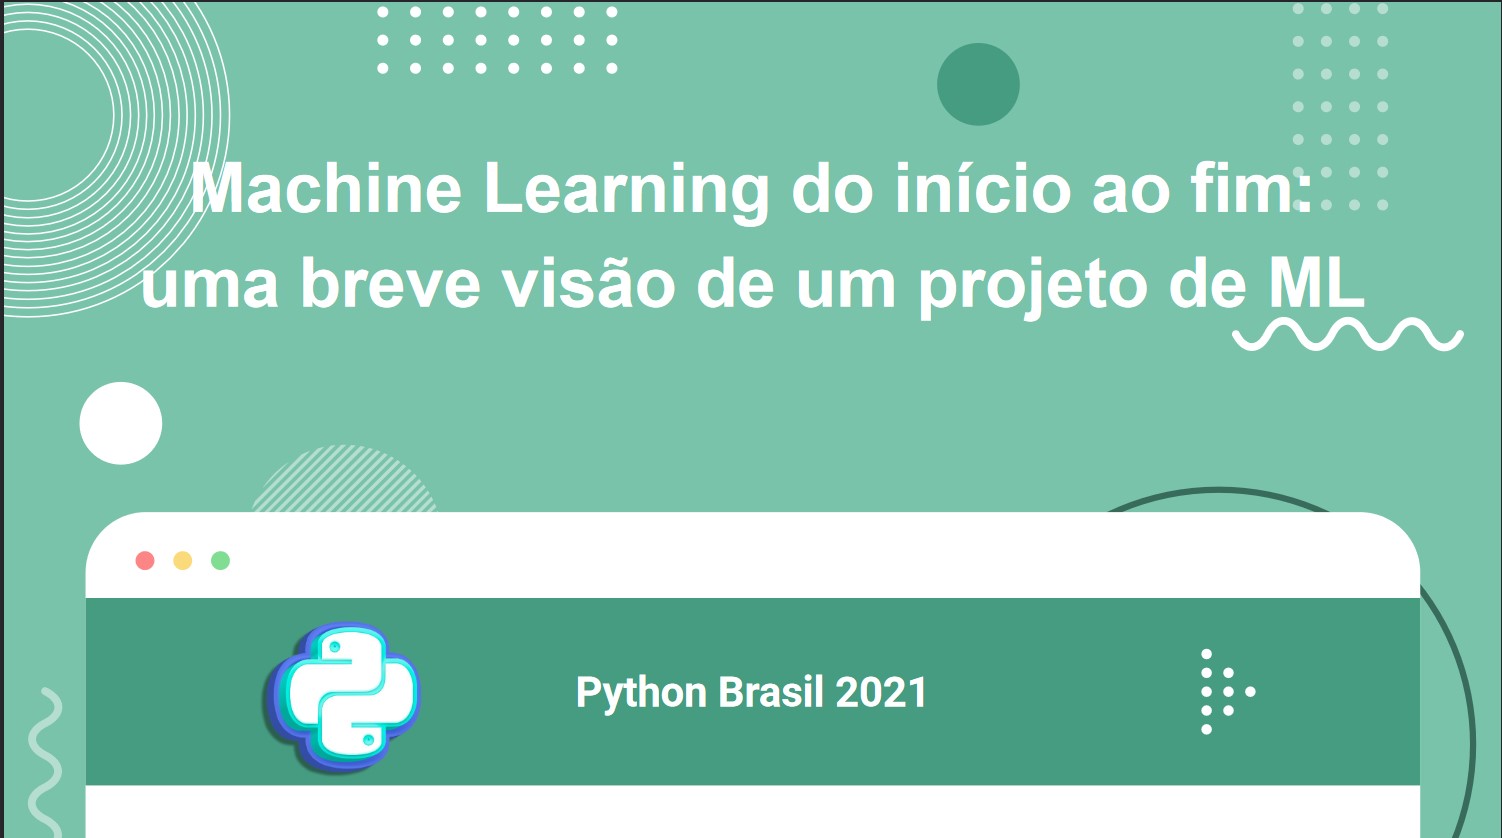 Machine Learning do início ao fim:
uma breve visão de um projeto de ML
Python Brasil 2021